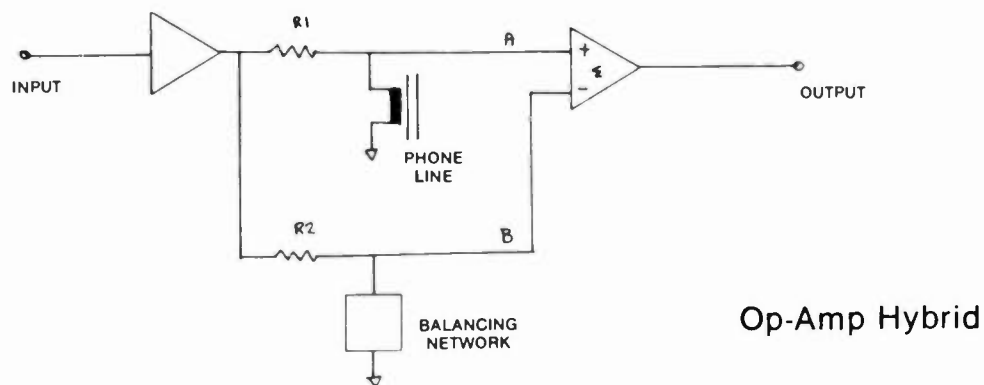 R1
A
+
Σ
-
INPUT
OUTPUT
PHONE
LINE
R2
B
BALANCING
NETWORK
Op-Amp Hybrid